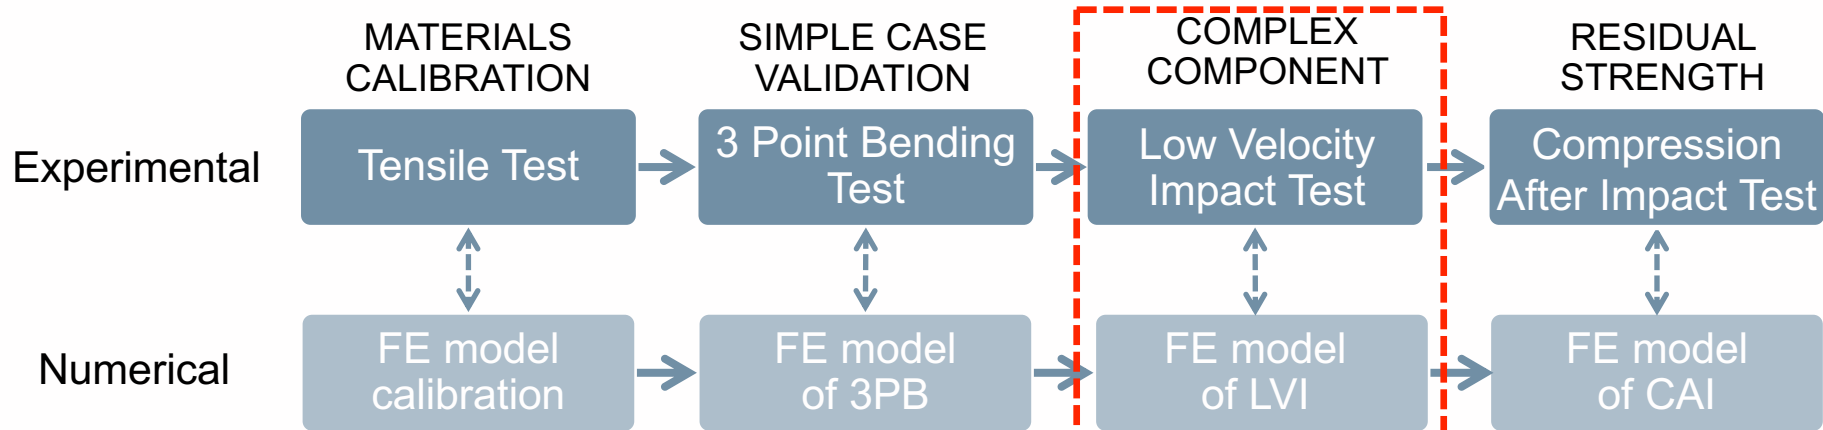 MATERIALS
CALIBRATION
SIMPLE CASE
VALIDATION
COMPLEX
COMPONENT
RESIDUAL
STRENGTH
Experimental
Tensile Test
3 Point Bending
Test
Low Velocity
Impact Test
Compression
After Impact Test
Numerical
FE model
calibration
FE model
of 3PB
FE model
of LVI
FE model
of CAI